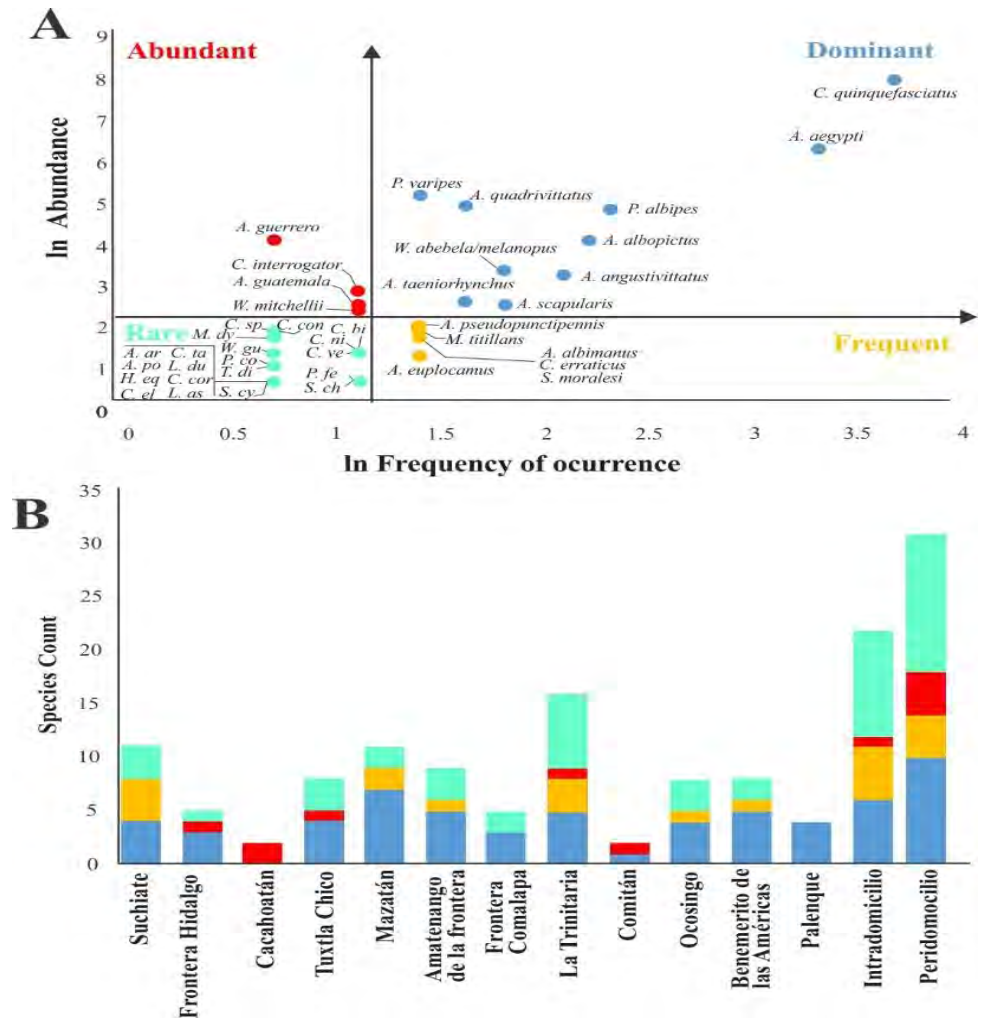 A
Abundant
Dominant
C. quinquefasciatus
A. aegypti
P. varipes
A. quadrivittatus
P. albipes
A. guerrero
W. abebela/melanopus
A. albopictus
C. interrogator
A. guatemala
A. taeniorhynchus
A. angustivittatus
W. mitchellii
A. scapularis
Rare
M. dy
C. sp
C. con
C. bi
C. ni
C. ve
W. gu
P. co
T. di
P. fe
S. ch
S. cy
A. ar C. ta
A. po L. du
H. eq C. cor
C. el L. as
A. pseudopunctipennis
M. titillans
A. albimanus
C. erraticus
S. moralesi
A. euplocamus
Frequent
ln Abundance
9
8
7
6
5
4
3
2
1
0
0 0.5 1 1.5 2 2.5 3 3.5 4
ln Frequency of ocurrence
B
Species Count
35
30
25
20
15
10
5
0
Suchiate
Frontera Hidalgo
Cacahoatán
Tuxtla Chico
Mazatán
Amatenango
de la frontera
Frontera
Comalapa
La Trinitaria
Comitán
Ocosingo
Benemerito de
las Américas
Palenque
Intradomicilio
Peridomocilio